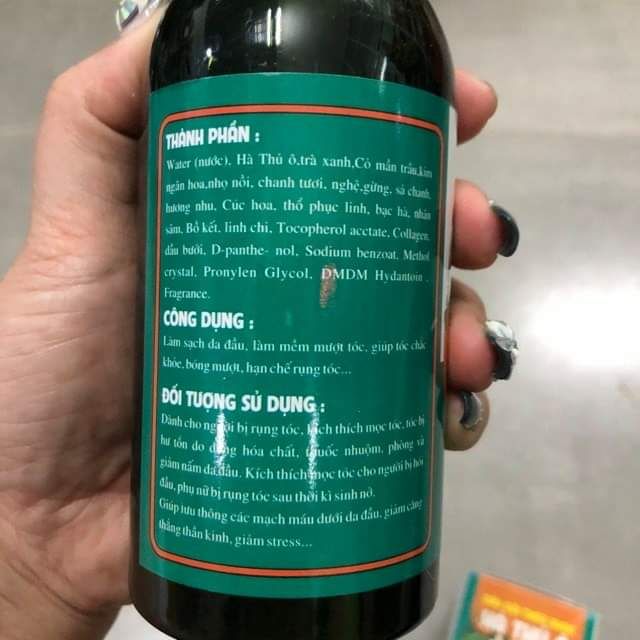 THÀNH PHẦN :
Water (nước), Hà Thủ ô,trà xanh,Cỏ mần trầu,kim
ngân hoa,nhọ nồi, chanh tươi, nghệ,gừng, sả chanh,
hương nhu, Cúc hoa, thổ phục linh, bạc hà, nhân
sâm, Bồ kết, linh chi, Tocopherol acctate, Collagen,
dầu bưởi, D-panthe- nol, Sodium benzoat, Methol
crystal, Pronylen Glycol, DMDM Hydantoin .
Fragrance.
CÔNG DỤNG :
Làm sạch da đầu, làm mềm mượt tóc, giúp tóc chắc
khỏe, bóng mượt, hạn chế rụng tóc...
ĐỐI TƯỢNG SỬ DỤNG :
Dành cho người bị rụng tóc, kích thích mọc tóc, tóc bị
hư tổn do dùng hóa chất, thuốc nhuộm, phòng và
giảm nấm da đầu. Kích thích mọc tóc cho người bị hói
đầu, phụ nữ bị rụng tóc sau thời kì sinh nở.
Giúp lưu thông các mạch máu dưới da đầu, giảm căng
thẳng thần kinh, giảm stress...